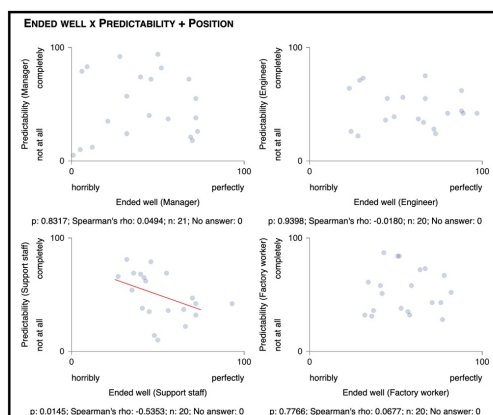 ENDED WELL X PREDICTABILITY + POSITION
100
completely
Predictability (Manager)
not at all
0
0
100
horribly
perfectly
Ended well (Manager)
p: 0.8317; Spearman's rho: 0.0494; n: 21; No answer: 0
100
completely
Predictability (Engineer)
not at all
0
0
100
horribly
perfectly
Ended well (Engineer)
p: 0.9398; Spearman's rho: -0.0180; n: 20; No answer: 0
100
completely
Predictability (Support staff)
not at all
0
0
100
horribly
perfectly
Ended well (Support staff)
p: 0.0145; Spearman's rho: -0.5353; n: 20; No answer: 0
100
completely
Predictability (Factory worker)
not at all
0
0
100
horribly
perfectly
Ended well (Factory worker)
p: 0.7766; Spearman's rho: 0.0677; n: 20; No answer: 0